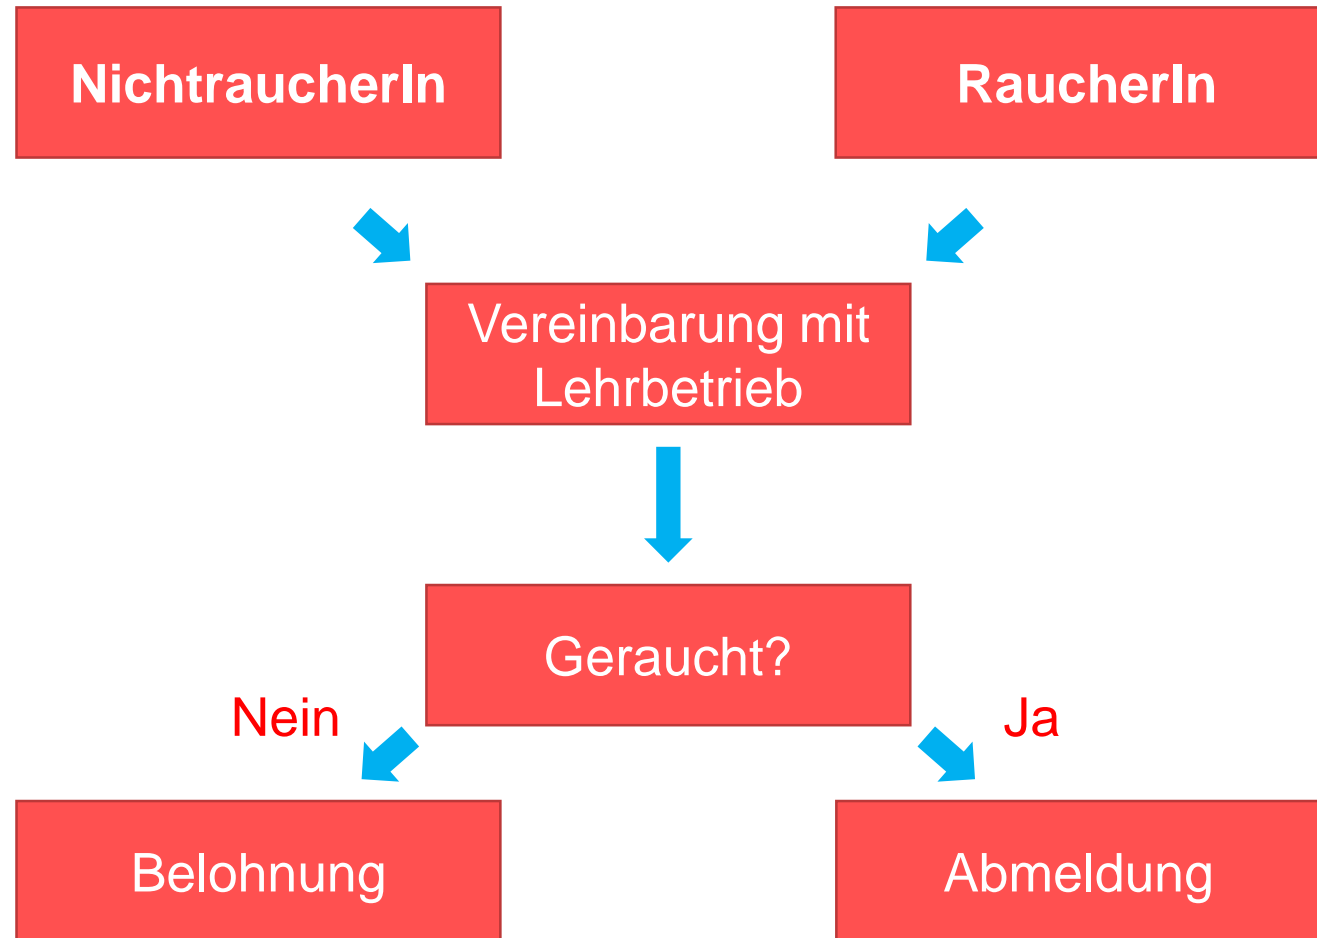 NichtraucherIn
RaucherIn
Vereinbarung mit
Lehrbetrieb
Geraucht?
Nein
Ja
Belohnung
Abmeldung